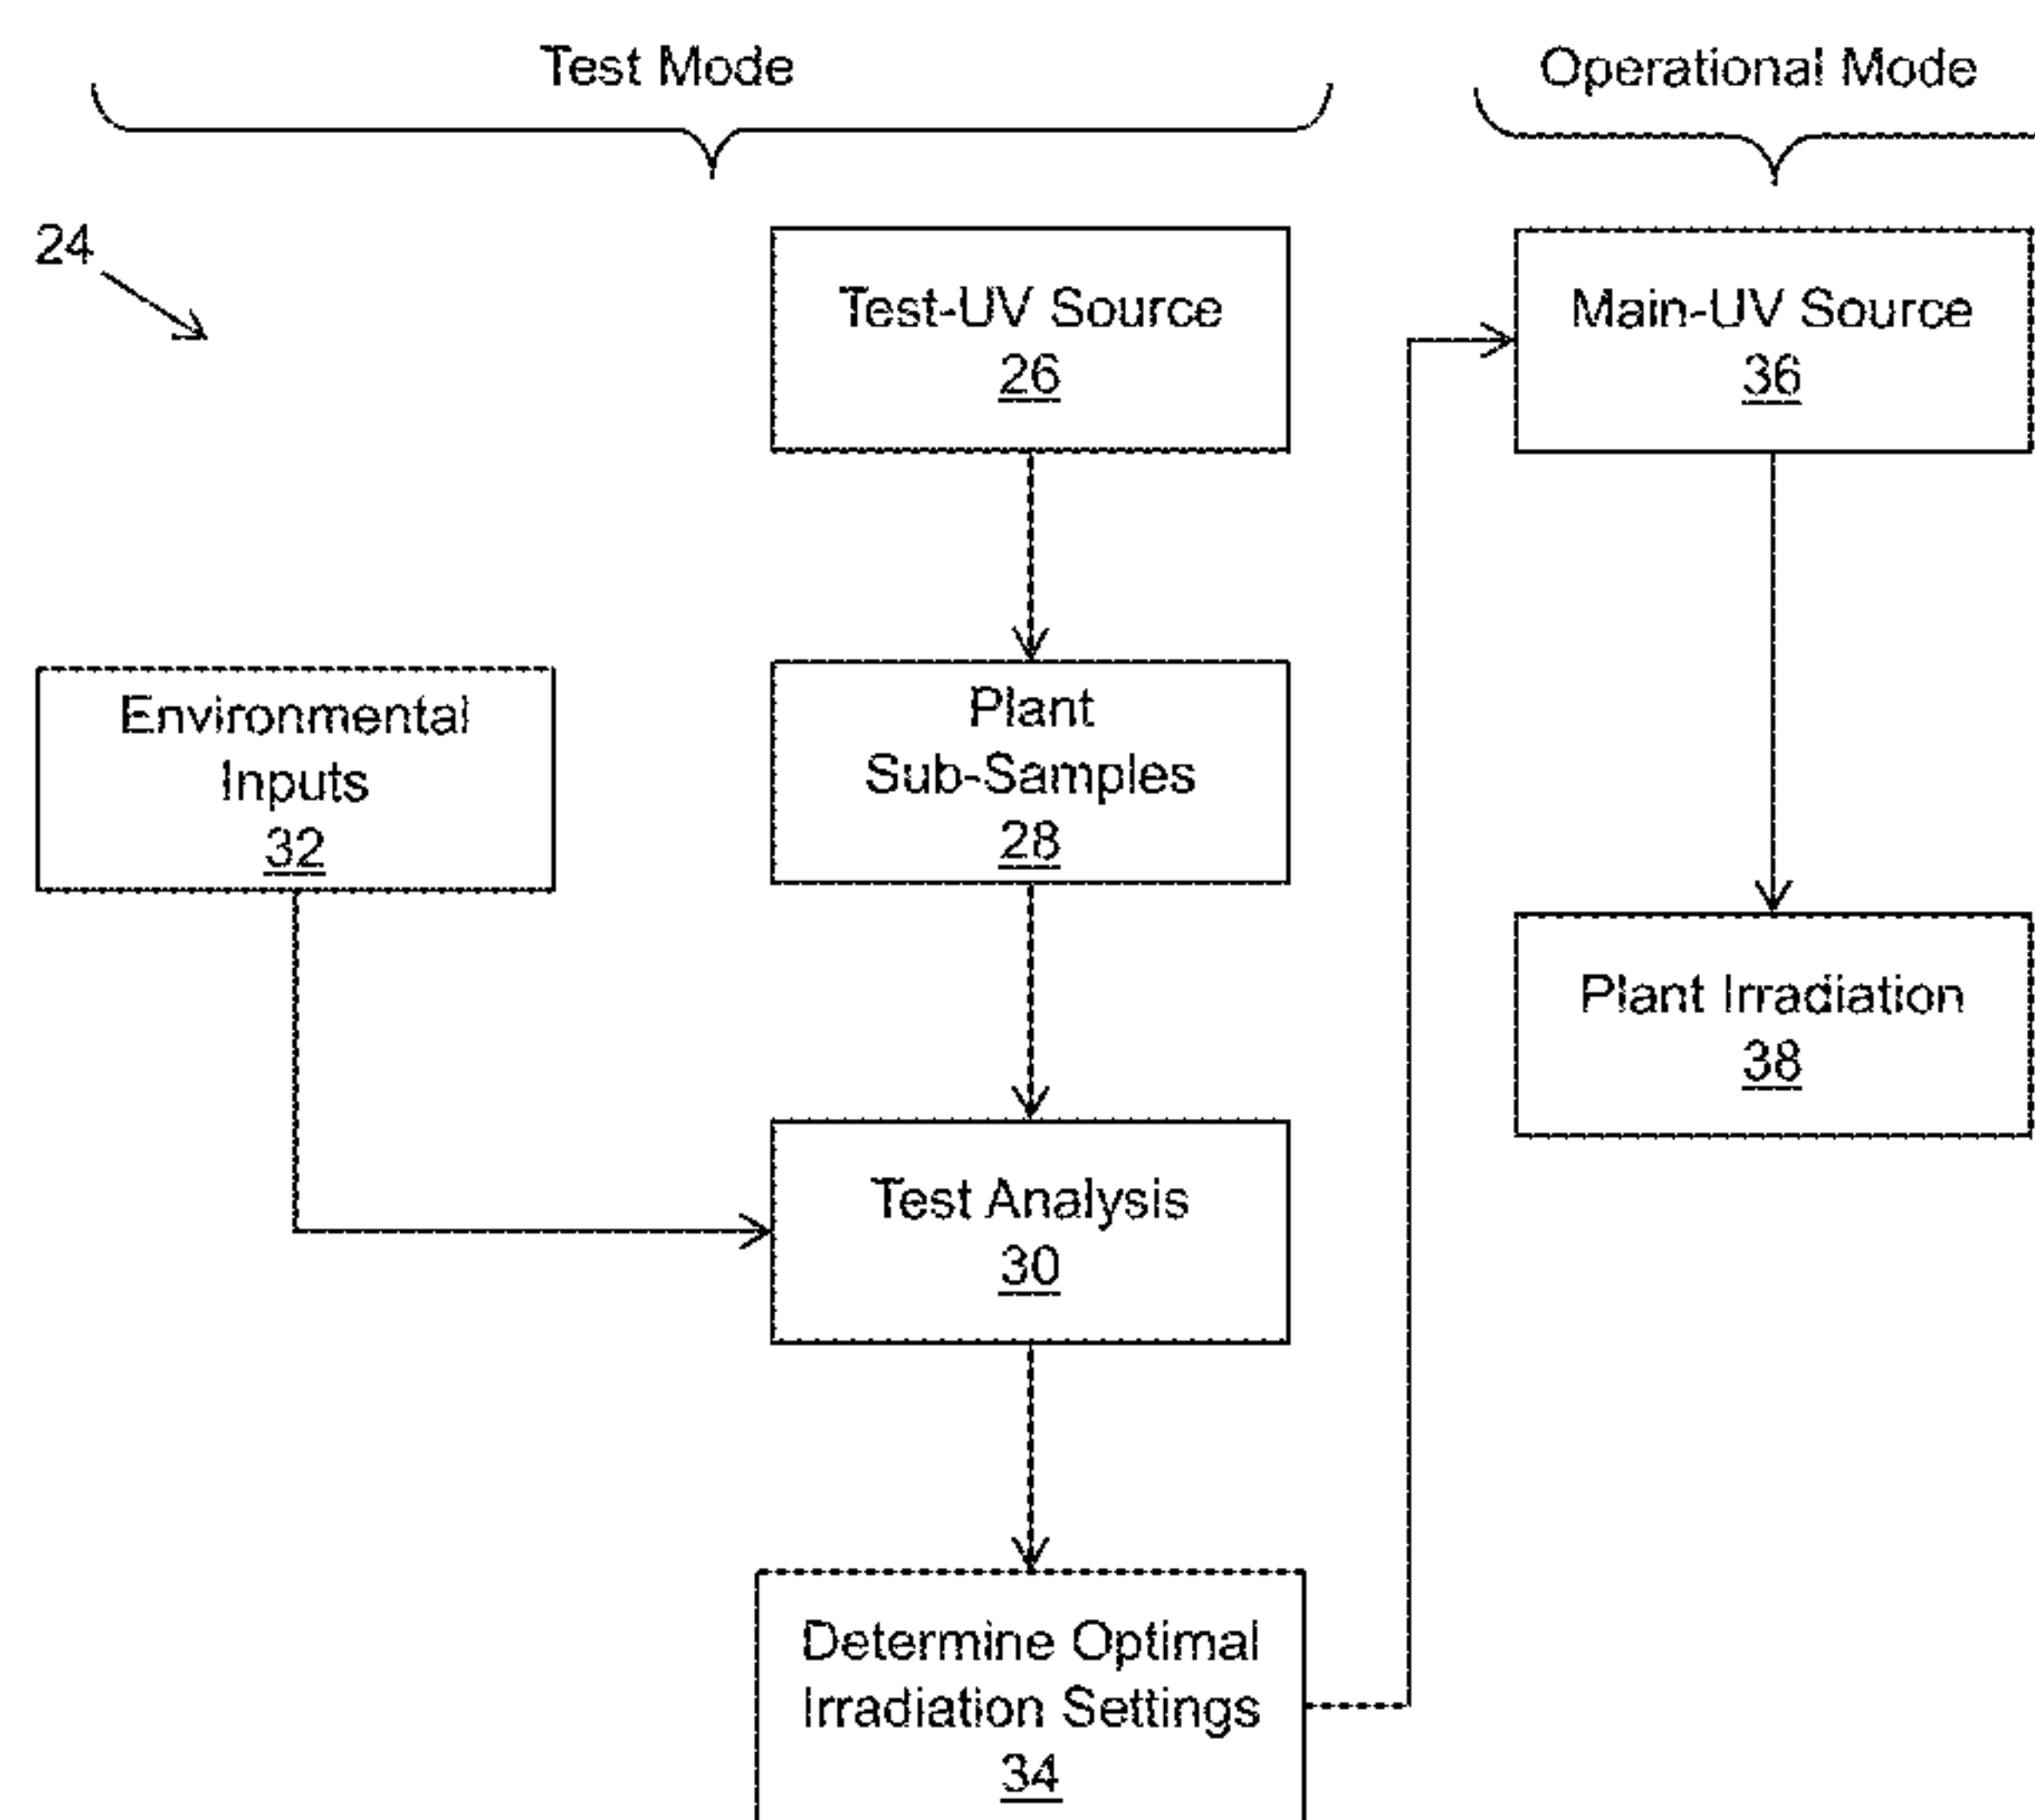 Test Mode
Operational Mode
24
Test-UV Source
26
Main-UV Source
36
Environmental
Inputs
32
Plant
Sub-Samples
28
Plant Irradiation
38
Test Analysis
30
Determine Optimal
Irradiation Settings
34